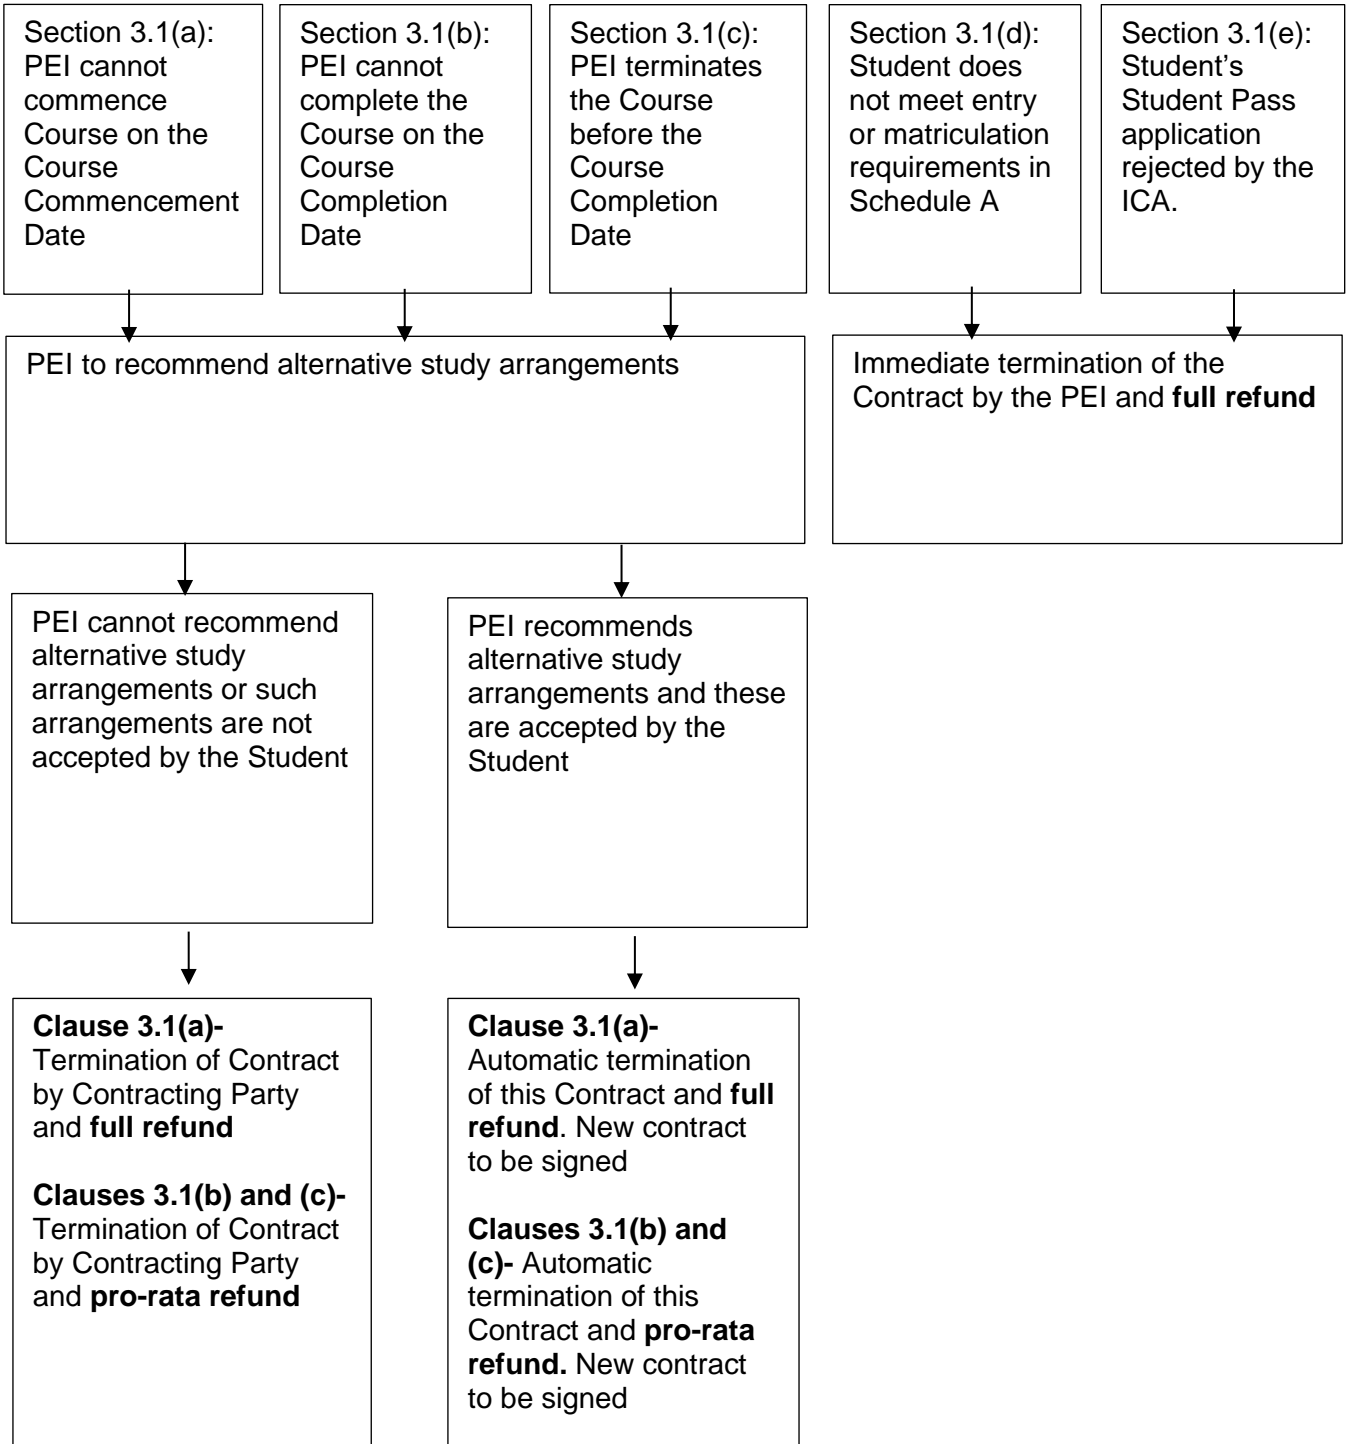 Section 3.1(a):
PEI cannot
commence
Course on the
Course
Commencement
Date
Section 3.1(b):
PEI cannot
complete the
Course on the
Course
Completion
Date
Section 3.1(c):
PEI terminates
the Course
before the
Course
Completion
Date
Section 3.1(d):
Student does
not meet entry
or matriculation
requirements in
Schedule A
Section 3.1(e):
Student’s
Student Pass
application
rejected by the
ICA.
PEI to recommend alternative study arrangements
Immediate termination of the
Contract by the PEI and full refund
PEI cannot recommend
alternative study
arrangements or such
arrangements are not
accepted by the Student
PEI recommends
alternative study
arrangements and these
are accepted by the
Student
Clause 3.1(a)-
Termination of Contract
by Contracting Party
and full refund
Clauses 3.1(b) and (c)-
Termination of Contract
by Contracting Party
and pro-rata refund
Clause 3.1(a)-
Automatic termination
of this Contract and full
refund. New contract
to be signed
Clauses 3.1(b) and
(c)- Automatic
termination of this
Contract and pro-rata
refund. New contract
to be signed